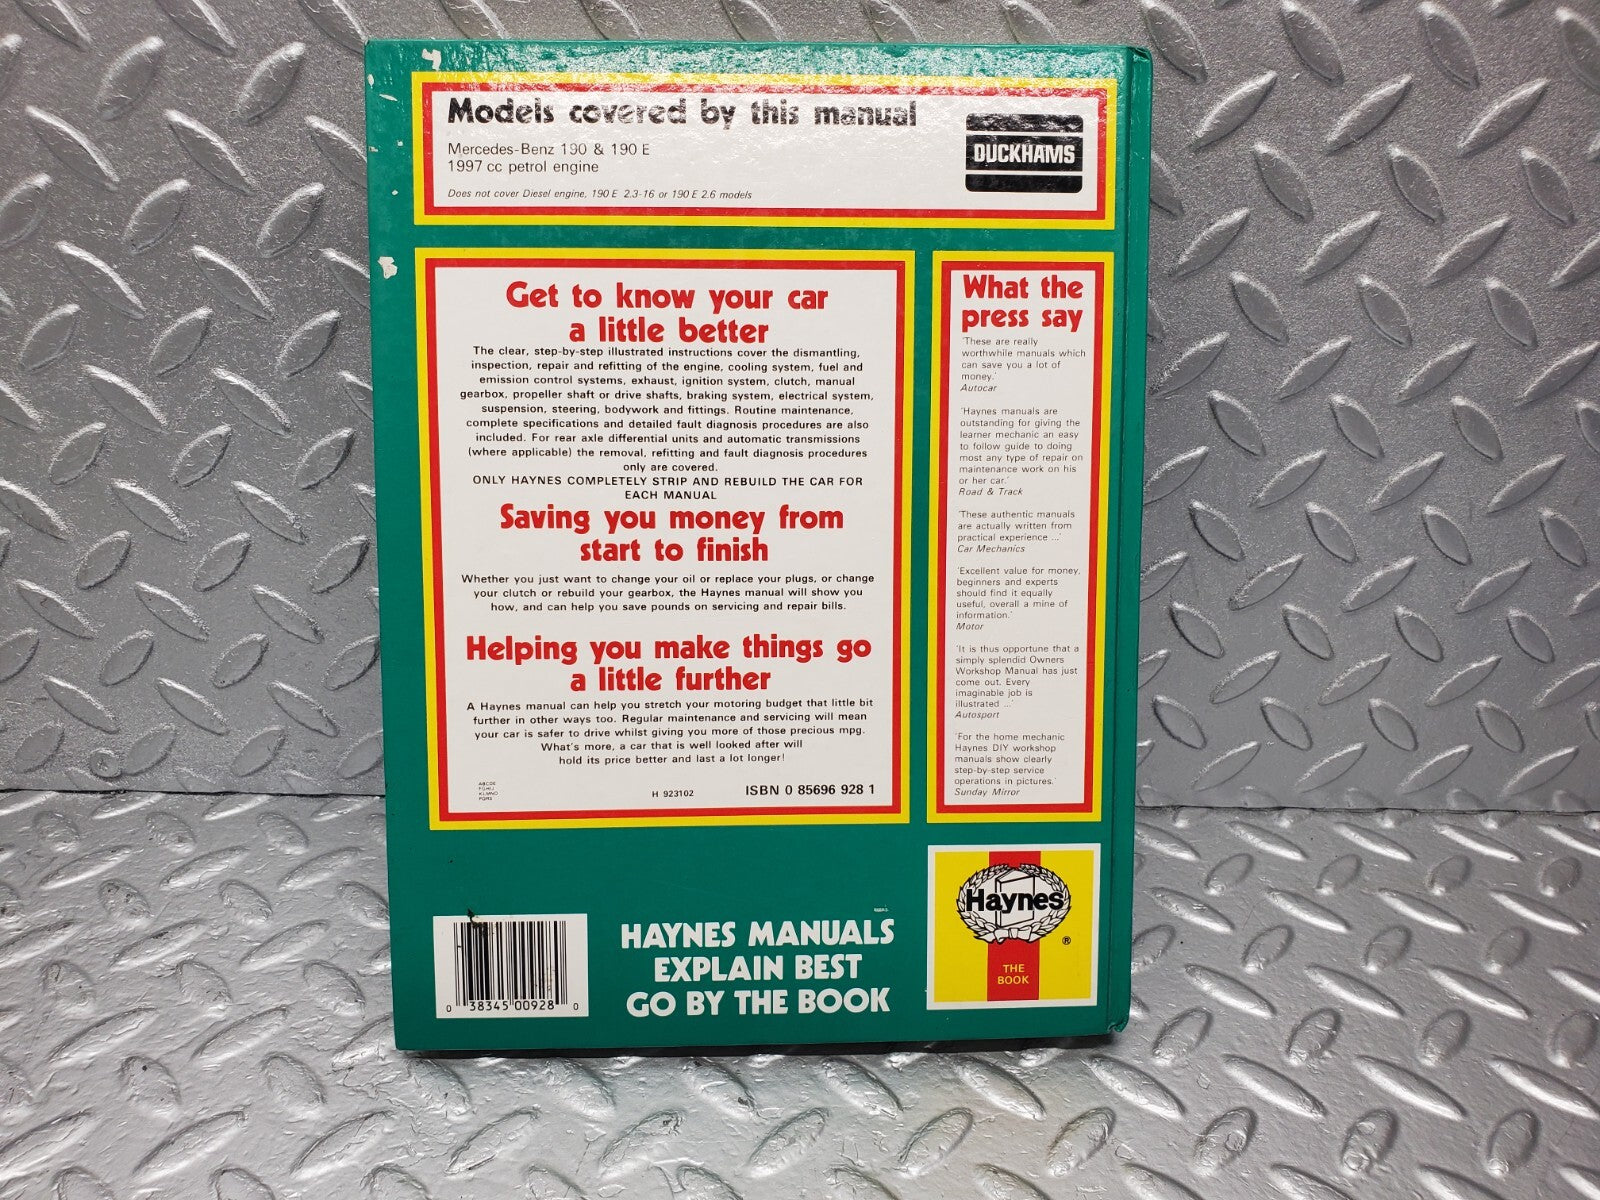 Models covered by this manual
Mercedes-Benz 190 & 190 E
1997 cc petrol engine
Does not cover Diesel engine, 190 E 2.3-16 or 190 E 2.6 models
DUCKHAMS
Get to know your car
a little better
The clear, step-by-step illustrated instructions cover the dismantling,
inspection, repair and refitting of the engine, cooling system, fuel and
emission control systems, exhaust, ignition system, clutch, manual
gearbox, propeller shaft or drive shafts, braking system, electrical system,
suspension, steering, bodywork and fittings. Routine maintenance,
complete specifications and detailed fault diagnosis procedures are also
included. For rear axle differential units and automatic transmissions
(where applicable) the removal, refitting and fault diagnosis procedures
only are covered.
ONLY HAYNES COMPLETELY STRIP AND REBUILD THE CAR FOR
EACH MANUAL
Saving you money from
start to finish
Whether you just want to change your oil or replace your plugs, or change
your clutch or rebuild your gearbox, the Haynes manual will show you
how, and can help you save pounds on servicing and repair bills.
Helping you make things go
a little further
A Haynes manual can help you stretch your motoring budget that little bit
further in other ways too. Regular maintenance and servicing will mean
your car is safer to drive whilst giving you more of those precious mpg.
What's more, a car that is well looked after will
hold its price better and last a lot longer!
ABCDE
FGHIJ
KLMNO
PQRS
H 923102
ISBN 0 85696 928 1
What the
press say
'These are really
worthwhile manuals which
can save you a lot of
money.'
Autocar
'Haynes manuals are
outstanding for giving the
learner mechanic an easy
to follow guide to doing
most any type of repair on
maintenance work on his
or her car.'
Road & Track
'These authentic manuals
are actually written from
practical experience ...'
Car Mechanics
'Excellent value for money,
beginners and experts
should find it equally
useful, overall a mine of
information.'
Motor
'It is thus opportune that a
simply splendid Owners
Workshop Manual has just
come out. Every
imaginable job is
illustrated ...'
Autosport
'For the home mechanic
Haynes DIY workshop
manuals show clearly
step-by-step service
operations in pictures.'
Sunday Mirror
0 38345 00928 0
HAYNES MANUALS
EXPLAIN BEST
GO BY THE BOOK
Haynes
®
THE
BOOK